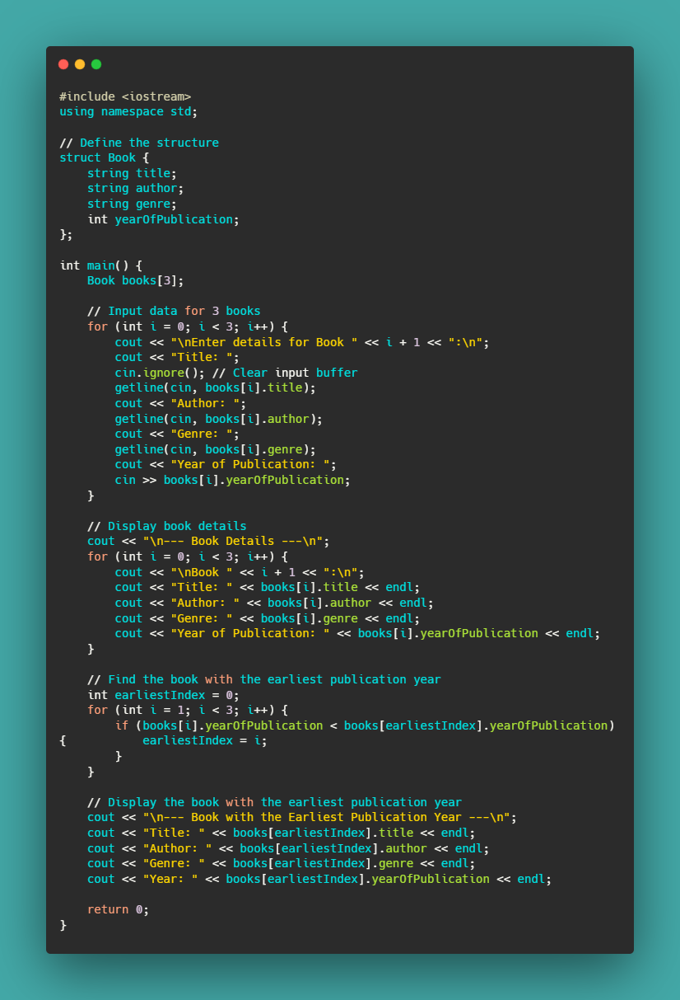 #include <iostream>
using namespace std;

// Define the structure
struct Book {
    string title;
    string author;
    string genre;
    int yearOfPublication;
};

int main() {
    Book books[3];

    // Input data for 3 books
    for (int i = 0; i < 3; i++) {
        cout << "\nEnter details for Book " << i + 1 << ":\n";
        cout << "Title: ";
        cin.ignore(); // Clear input buffer
        getline(cin, books[i].title);
        cout << "Author: ";
        getline(cin, books[i].author);
        cout << "Genre: ";
        getline(cin, books[i].genre);
        cout << "Year of Publication: ";
        cin >> books[i].yearOfPublication;
    }

    // Display book details
    cout << "\n--- Book Details ---\n";
    for (int i = 0; i < 3; i++) {
        cout << "\nBook " << i + 1 << ":\n";
        cout << "Title: " << books[i].title << endl;
        cout << "Author: " << books[i].author << endl;
        cout << "Genre: " << books[i].genre << endl;
        cout << "Year of Publication: " << books[i].yearOfPublication << endl;
    }

    // Find the book with the earliest publication year
    int earliestIndex = 0;
    for (int i = 1; i < 3; i++) {
        if (books[i].yearOfPublication < books[earliestIndex].yearOfPublication)
{           earliestIndex = i;
        }
    }

    // Display the book with the earliest publication year
    cout << "\n--- Book with the Earliest Publication Year ---\n";
    cout << "Title: " << books[earliestIndex].title << endl;
    cout << "Author: " << books[earliestIndex].author << endl;
    cout << "Genre: " << books[earliestIndex].genre << endl;
    cout << "Year: " << books[earliestIndex].yearOfPublication << endl;

    return 0;
}